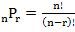 ₙPᵣ = n! / (n−r)!